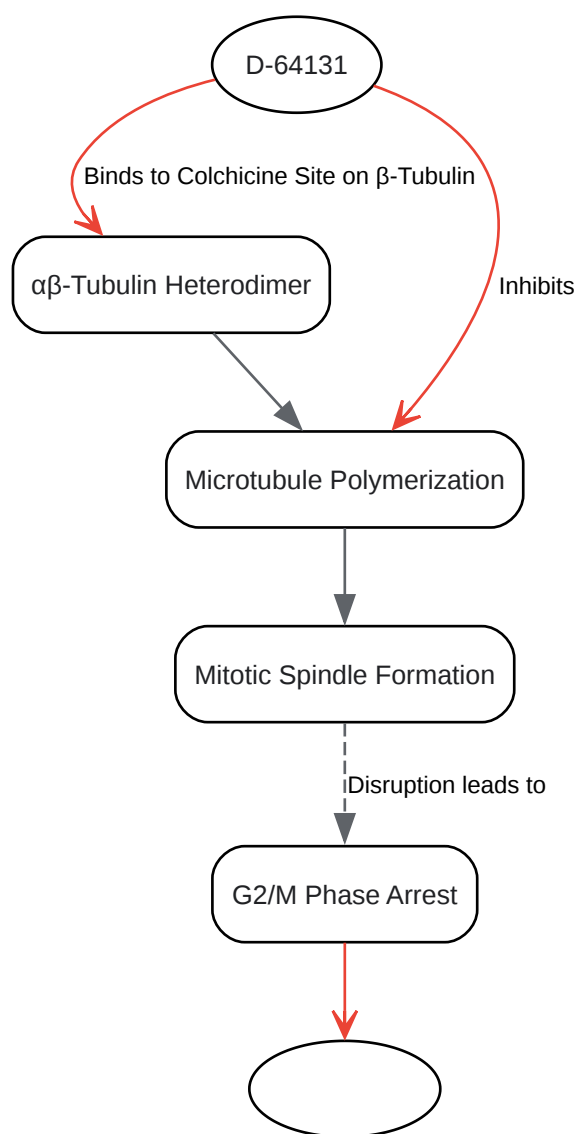 D-64131
Binds to Colchicine Site on β-Tubulin
αβ-Tubulin Heterodimer
Inhibits
Microtubule Polymerization
Mitotic Spindle Formation
Disruption leads to
G2/M Phase Arrest